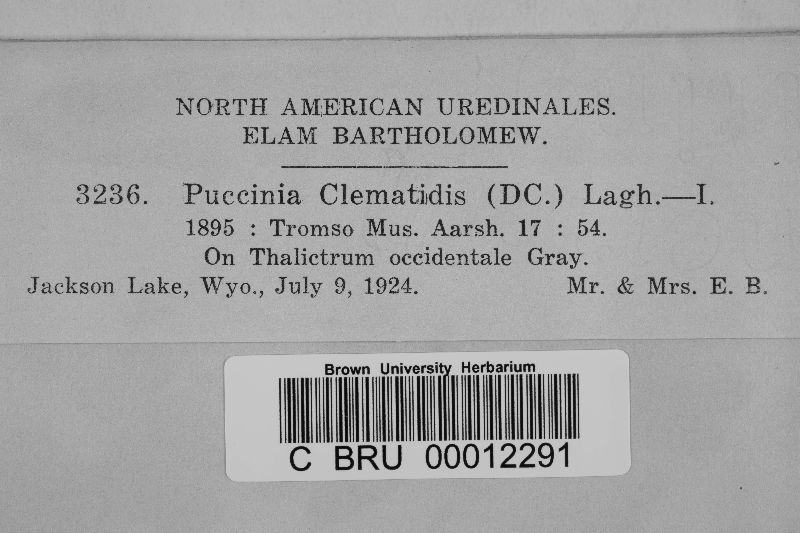 NORTH AMERICAN UREDINALES.
ELAM BARTHOLOMEW.
3236. Puccinia Clematidis (DC.) Lagh.—I.
1895 : Tromso Mus. Aarsh. 17 : 54.
On Thalictrum occidentale Gray.
Jackson Lake, Wyo., July 9, 1924. Mr. & Mrs. E. B.
Brown University Herbarium
C BRU 00012291